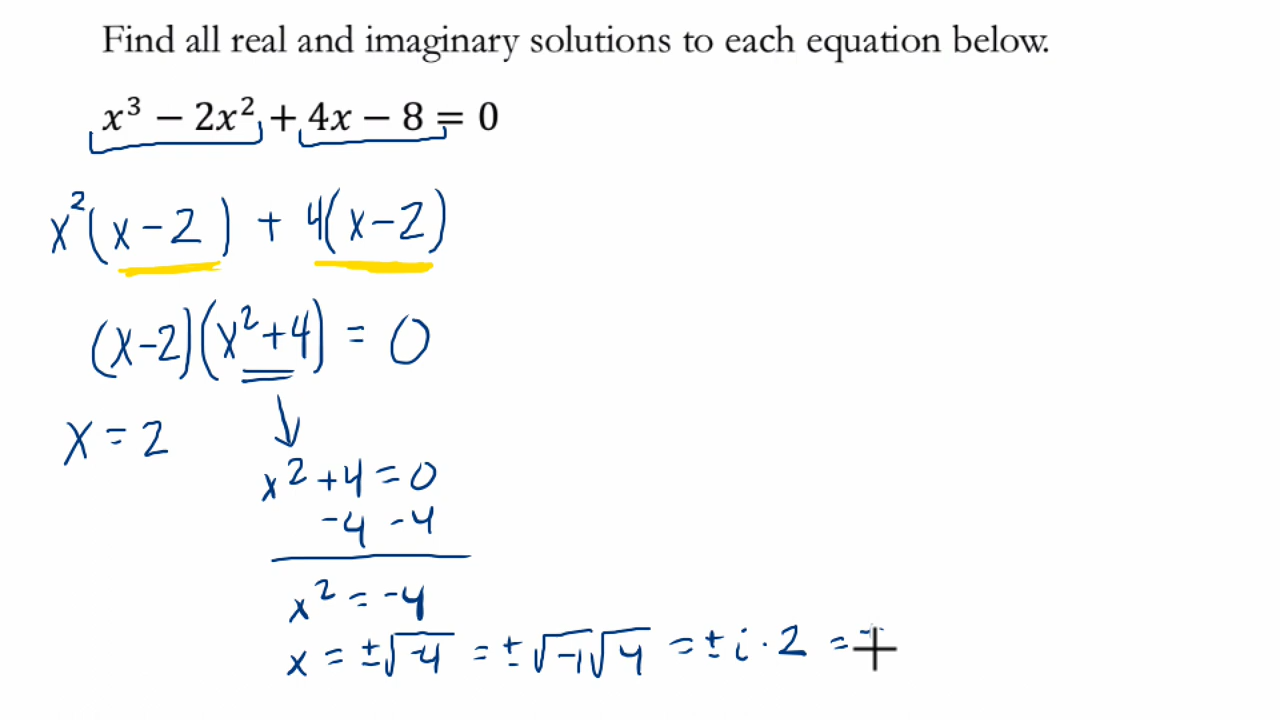 Find all real and imaginary solutions to each equation below.
x³ − 2x² + 4x − 8 = 0
x²(x−2) + 4(x−2)
(x−2)(x²+4) = 0
x = 2
x²+4=0
−4 −4
x² = −4
x = ±√-4 = ±√-1√4 = ±i·2 =